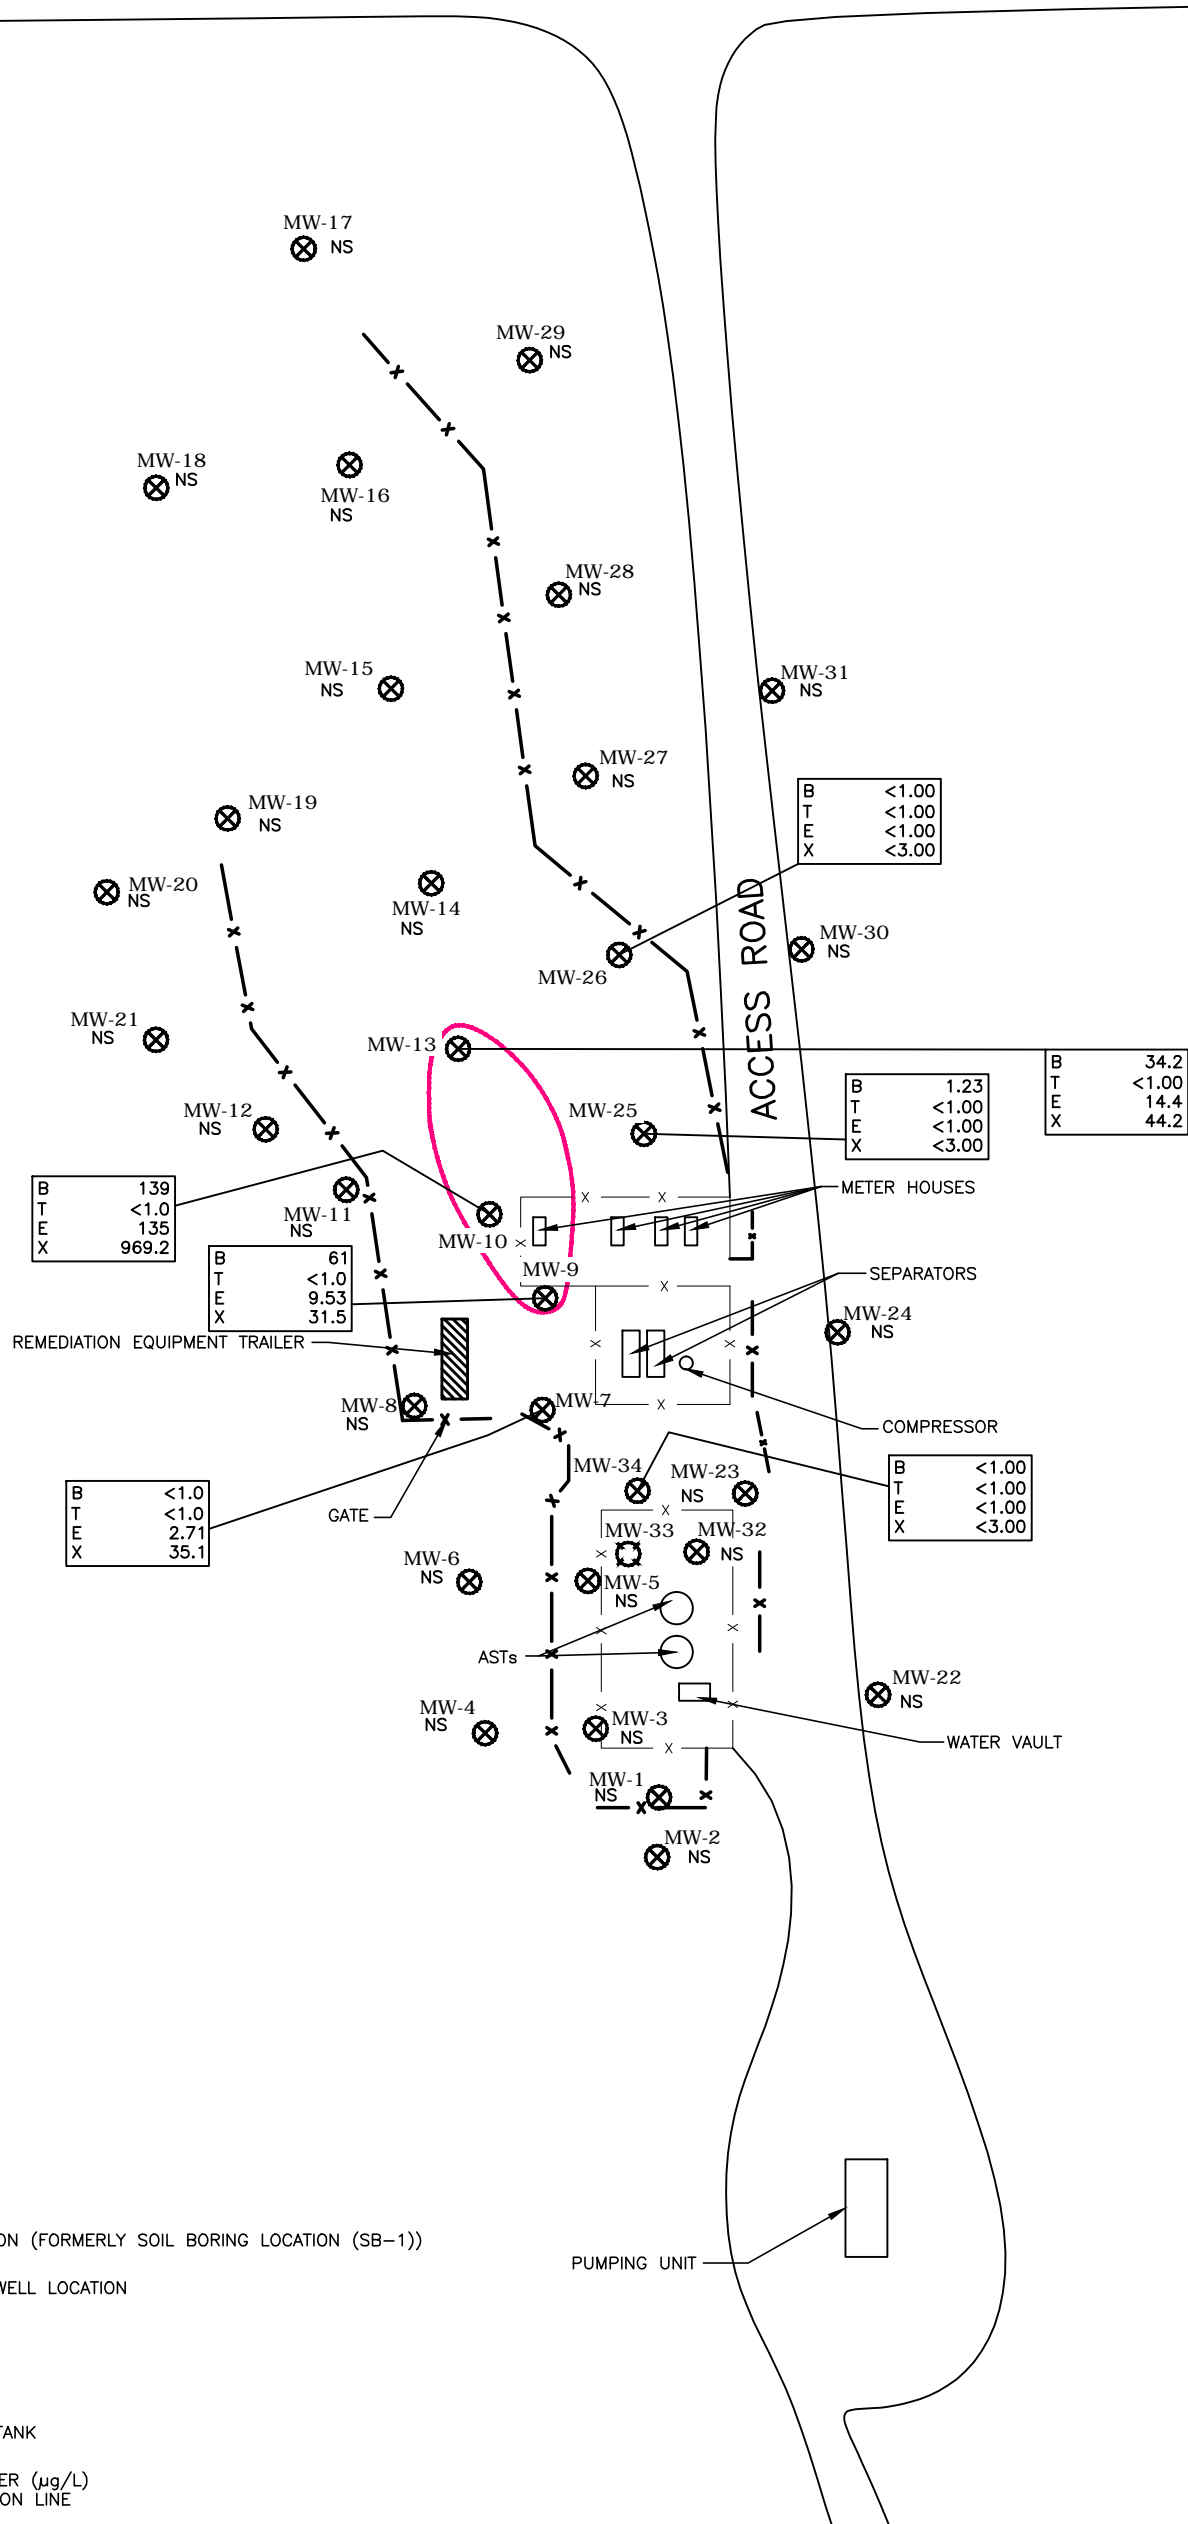 MW-17
NS
MW-29
NS
MW-18
NS
MW-16
NS
MW-28
NS
MW-15
NS
MW-31
NS
MW-27
NS
B <1.00
T <1.00
E <1.00
X <3.00
MW-19
NS
MW-20
NS
MW-14
NS
ACCESS ROAD
MW-30
NS
MW-26
MW-21
NS
MW-13
B 34.2
T <1.00
E 14.4
X 44.2
MW-12
NS
MW-25
B 1.23
T <1.00
E <1.00
X <3.00
B 139
T <1.0
E 135
X 969.2
METER HOUSES
MW-11
NS
MW-10
MW-9
B 61
T <1.0
E 9.53
X 31.5
SEPARATORS
MW-24
NS
REMEDIATION EQUIPMENT TRAILER
MW-8
NS
MW-7
COMPRESSOR
MW-34
MW-23
NS
B <1.00
T <1.00
E <1.00
X <3.00
B <1.0
T <1.0
E 2.71
X 35.1
GATE
MW-33
MW-32
NS
MW-6
NS
MW-5
NS
ASTs
MW-22
NS
MW-4
NS
MW-3
NS
WATER VAULT
MW-1
NS
MW-2
NS
ON (FORMERLY SOIL BORING LOCATION (SB-1))
PUMPING UNIT
WELL LOCATION
TANK
ER (µg/L)
ON LINE